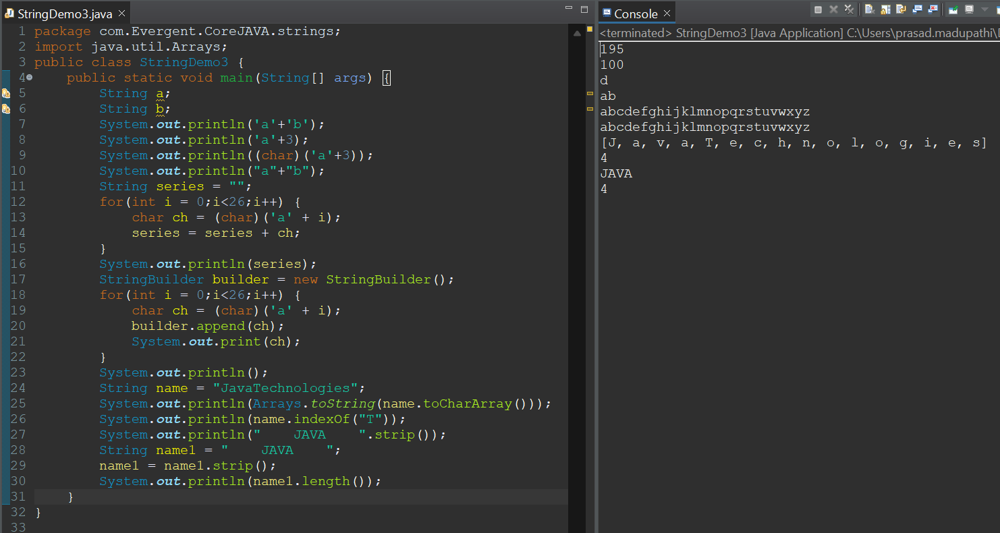 StringDemo3.java
1 package com.Evergent.CoreJAVA.strings;
2 import java.util.Arrays;
3 public class StringDemo3 {
4     public static void main(String[] args) {
5         String a;
6         String b;
7         System.out.println('a'+'b');
8         System.out.println('a'+3);
9         System.out.println((char)('a'+3));
10         System.out.println("a"+"b");
11         String series = "";
12         for(int i = 0;i<26;i++) {
13             char ch = (char)('a' + i);
14             series = series + ch;
15         }
16         System.out.println(series);
17         StringBuilder builder = new StringBuilder();
18         for(int i = 0;i<26;i++) {
19             char ch = (char)('a' + i);
20             builder.append(ch);
21             System.out.print(ch);
22         }
23         System.out.println();
24         String name = "JavaTechnologies";
25         System.out.println(Arrays.toString(name.toCharArray()));
26         System.out.println(name.indexOf("T"));
27         System.out.println("    JAVA    ".strip());
28         String name1 = "    JAVA    ";
29         name1 = name1.strip();
30         System.out.println(name1.length());
31     }
32 }
33
Console
<terminated> StringDemo3 [Java Application] C:\Users\prasad.madupathi\
195
100
d
ab
abcdefghijklmnopqrstuvwxyz
abcdefghijklmnopqrstuvwxyz
[J, a, v, a, T, e, c, h, n, o, l, o, g, i, e, s]
4
JAVA
4